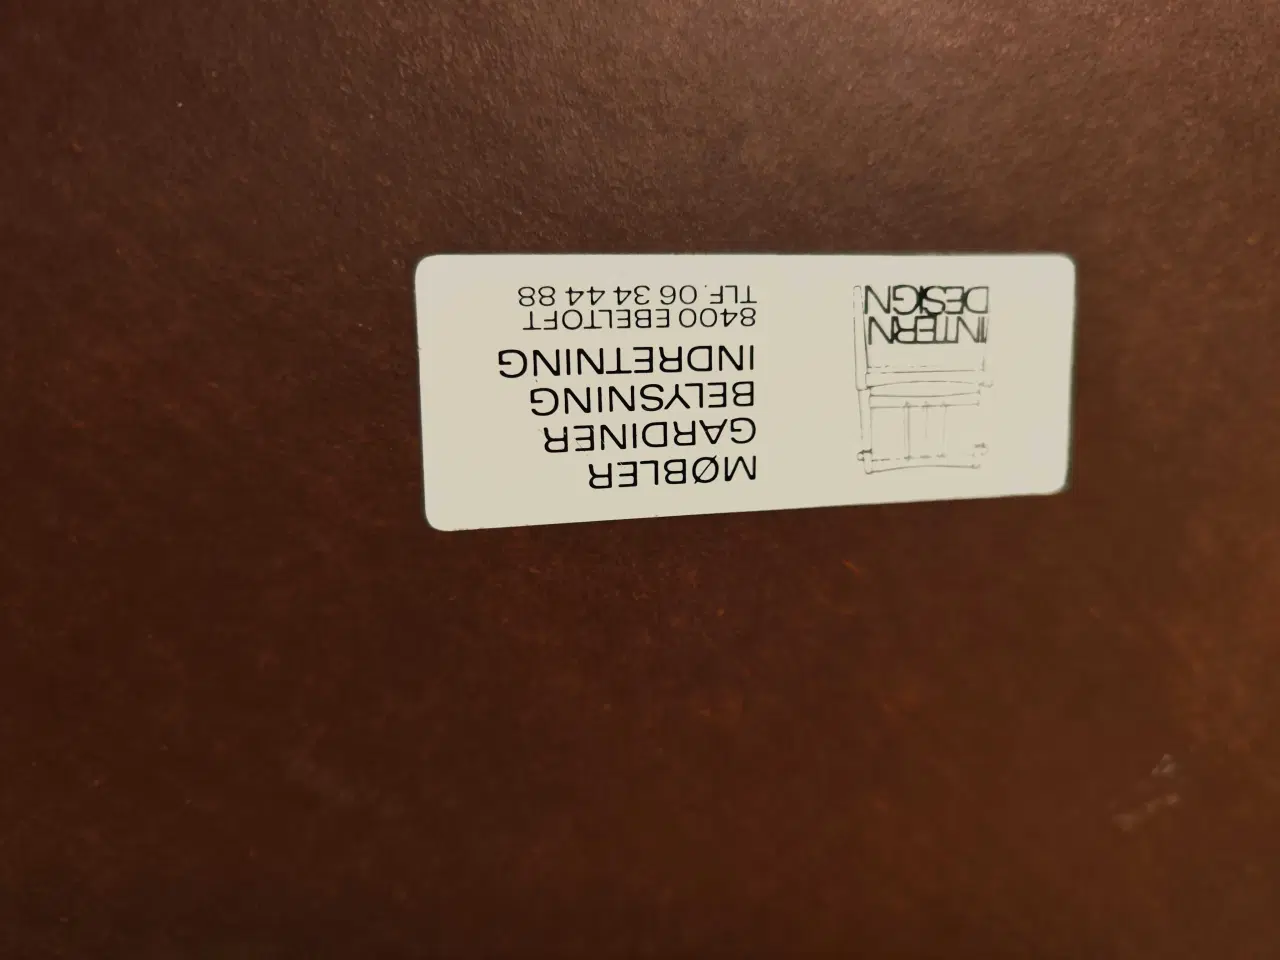 MØBLER
GARDINER
BELYSNING
INDRETNING
8400 EBELTOFT
TLF. 06 34 44 88
INTERN
DESIGN